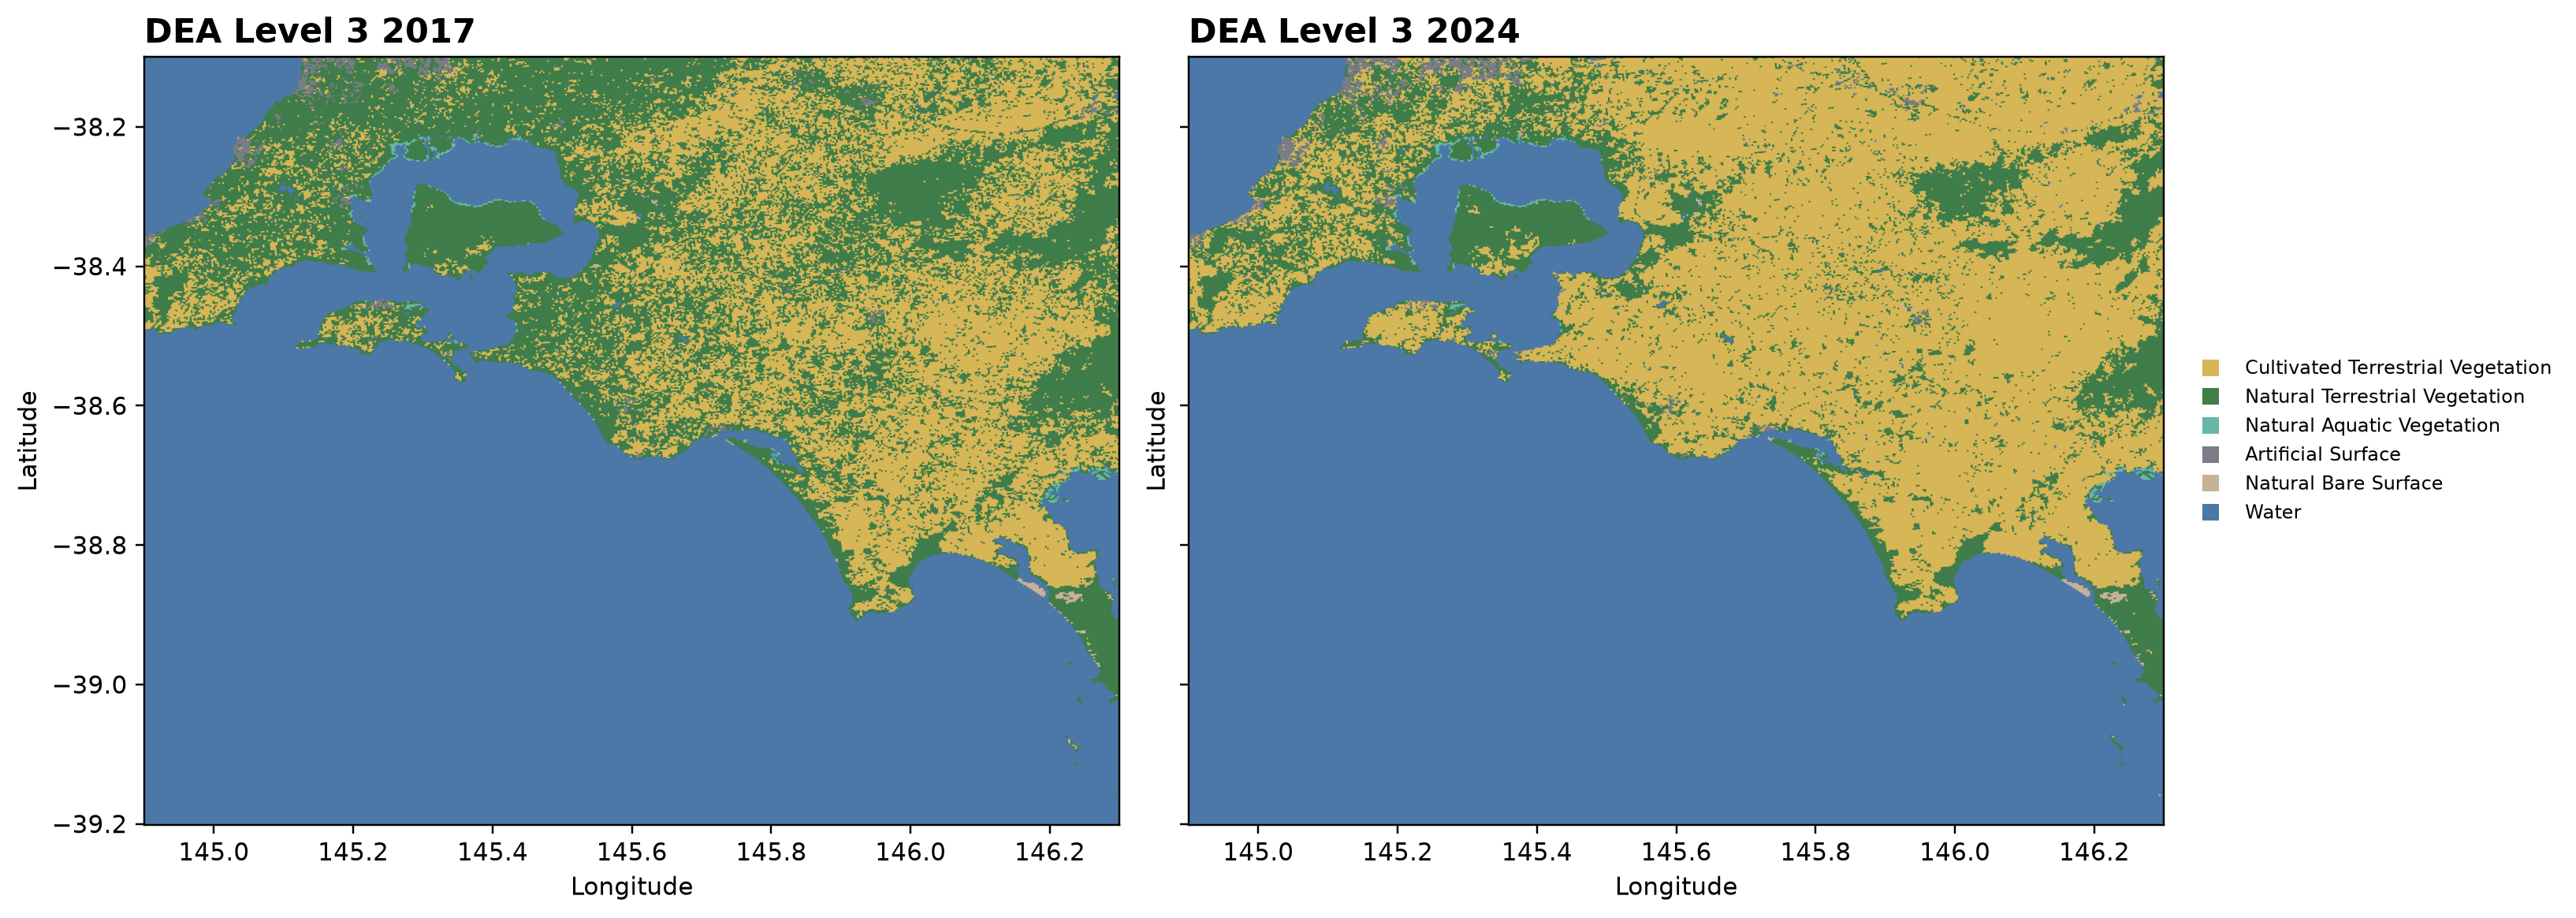 DEA Level 3 2017
DEA Level 3 2024
Latitude
−38.2
−38.4
−38.6
−38.8
−39.0
−39.2
145.0 145.2 145.4 145.6 145.8 146.0 146.2
Longitude
Latitude
145.0 145.2 145.4 145.6 145.8 146.0 146.2
Longitude
Cultivated Terrestrial Vegetation
Natural Terrestrial Vegetation
Natural Aquatic Vegetation
Artificial Surface
Natural Bare Surface
Water